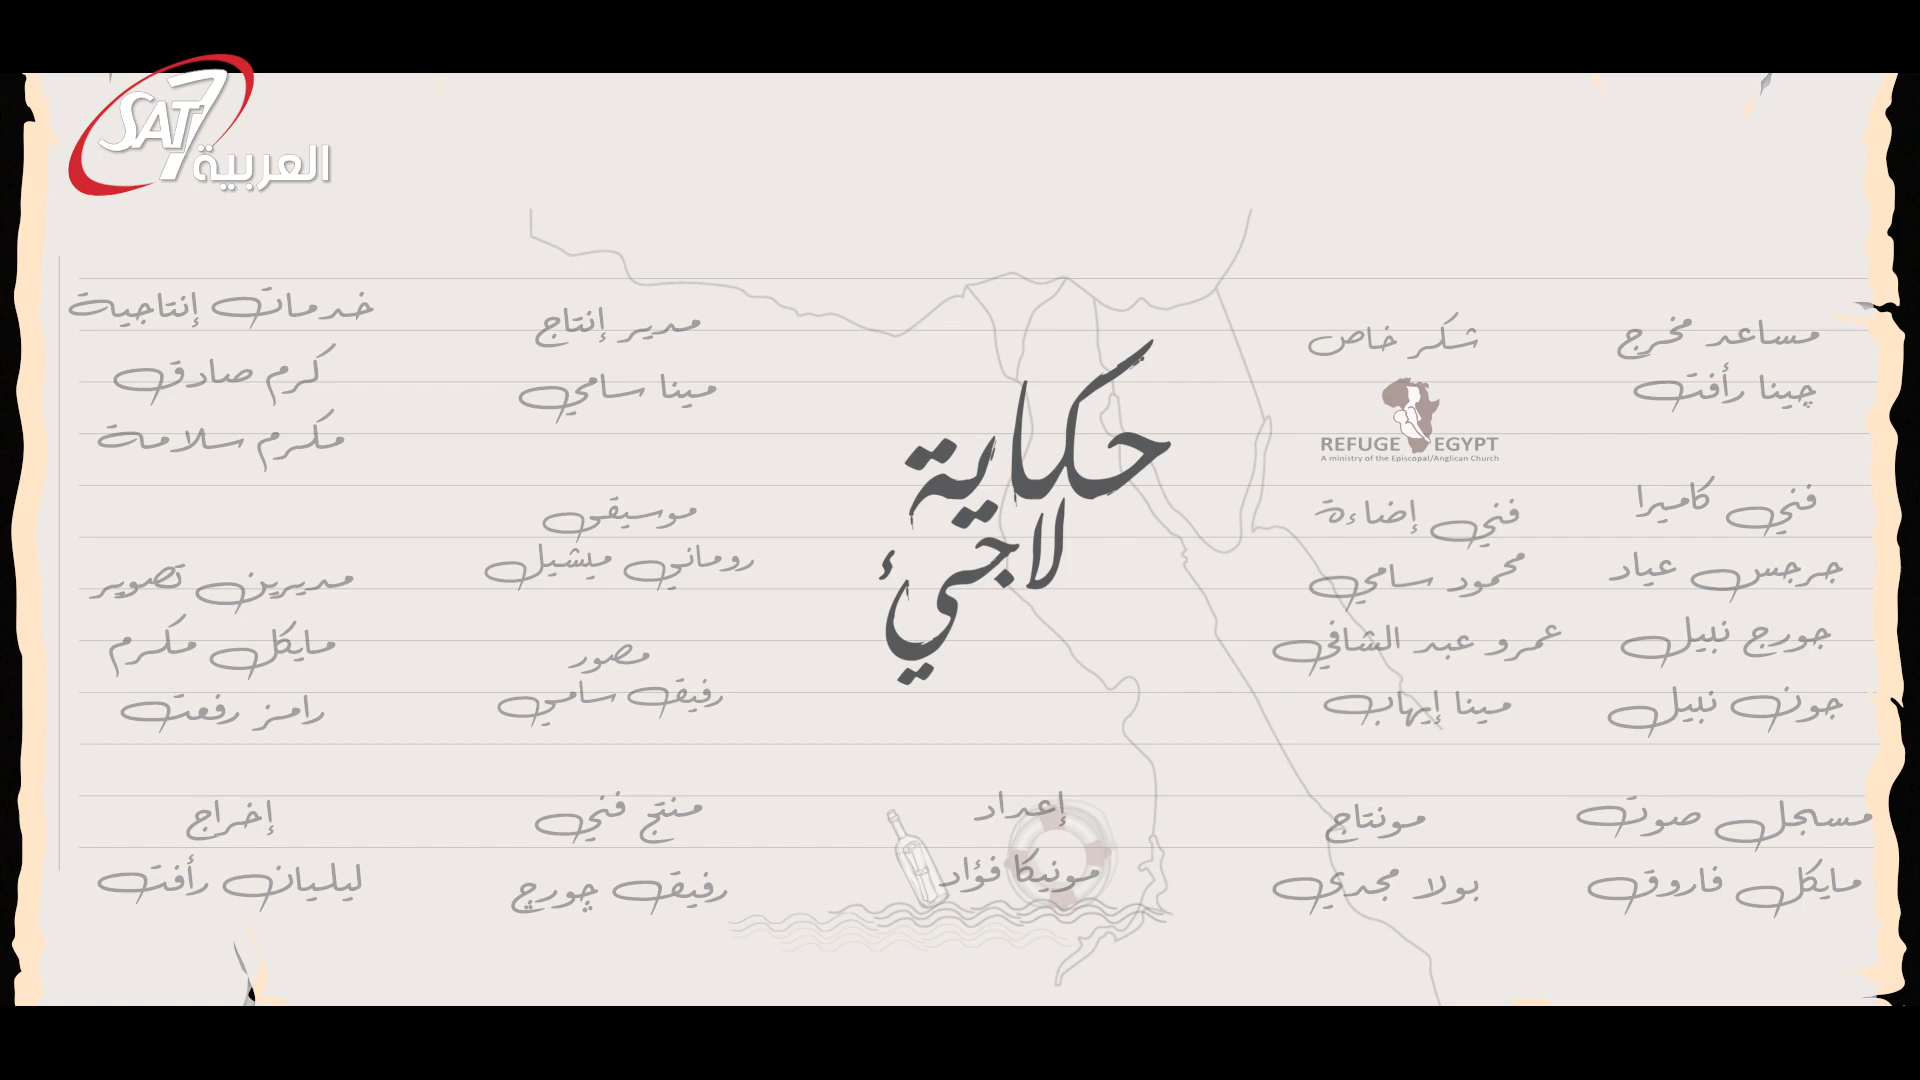 SAT7
العربية
مساعد مخرج
چينا رأفت
فني كاميرا
جرجس عياد
جورج نبيل
جون نبيل
مسجل صوت
مايكل فاروق
شكر خاص
REFUGE EGYPT
A ministry of the Episcopal/Anglican Church
فني إضاءة
محمود سامي
عمرو عبد الشافي
مينا إيهاب
مونتاج
بولا مجدي
حكاية
لاجئ
إعداد
مونيكا فؤاد
مدير إنتاج
مينا سامي
موسيقى
روماني ميشيل
مصور
رفيق سامي
منتج فني
رفيق چورچ
خدمات إنتاجية
كرم صادق
مكرم سلامة
مديرين تصوير
مايكل مكرم
رامز رفعت
إخراج
ليليان رأفت